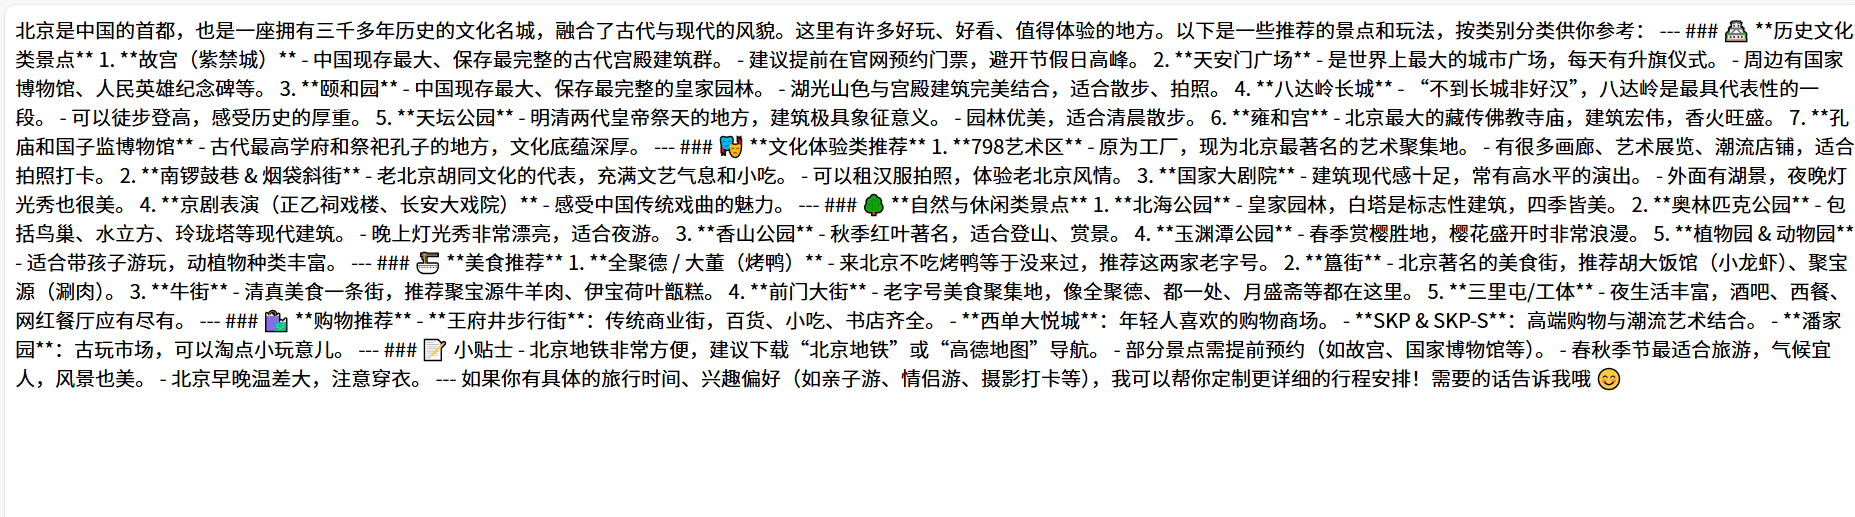 北京是中国的首都，也是一座拥有三千多年历史的文化名城，融合了古代与现代的风貌。这里有许多好玩、好看、值得体验的地方。以下是一些推荐的景点和玩法，按类别分类供你参考： --- ### 🏯 **历史文化
类景点** 1. **故宫（紫禁城）** - 中国现存最大、保存最完整的古代宫殿建筑群。 - 建议提前在官网预约门票，避开节假日高峰。 2. **天安门广场** - 是世界上最大的城市广场，每天有升旗仪式。 - 周边有国家
博物馆、人民英雄纪念碑等。 3. **颐和园** - 中国现存最大、保存最完整的皇家园林。 - 湖光山色与宫殿建筑完美结合，适合散步、拍照。 4. **八达岭长城** - “不到长城非好汉”，八达岭是最具代表性的一
段。 - 可以徒步登高，感受历史的厚重。 5. **天坛公园** - 明清两代皇帝祭天的地方，建筑极具象征意义。 - 园林优美，适合清晨散步。 6. **雍和宫** - 北京最大的藏传佛教寺庙，建筑宏伟，香火旺盛。 7. **孔
庙和国子监博物馆** - 古代最高学府和祭祀孔子的地方，文化底蕴深厚。 --- ### 🎭 **文化体验类推荐** 1. **798艺术区** - 原为工厂，现为北京最著名的艺术聚集地。 - 有很多画廊、艺术展览、潮流店铺，适合
拍照打卡。 2. **南锣鼓巷 & 烟袋斜街** - 老北京胡同文化的代表，充满文艺气息和小吃。 - 可以租汉服拍照，体验老北京风情。 3. **国家大剧院** - 建筑现代感十足，常有高水平的演出。 - 外面有湖景，夜晚灯
光秀也很美。 4. **京剧表演（正乙祠戏楼、长安大戏院）** - 感受中国传统戏曲的魅力。 --- ### 🌳 **自然与休闲类景点** 1. **北海公园** - 皇家园林，白塔是标志性建筑，四季皆美。 2. **奥林匹克公园** - 包
括鸟巢、水立方、玲珑塔等现代建筑。 - 晚上灯光秀非常漂亮，适合夜游。 3. **香山公园** - 秋季红叶著名，适合登山、赏景。 4. **玉渊潭公园** - 春季赏樱胜地，樱花盛开时非常浪漫。 5. **植物园 & 动物园**
- 适合带孩子游玩，动植物种类丰富。 --- ### 🍜 **美食推荐** 1. **全聚德 / 大董（烤鸭）** - 来北京不吃烤鸭等于没来过，推荐这两家老字号。 2. **簋街** - 北京著名的美食街，推荐胡大饭馆（小龙虾）、聚宝
源（涮肉）。 3. **牛街** - 清真美食一条街，推荐聚宝源牛羊肉、伊宝荷叶甑糕。 4. **前门大街** - 老字号美食聚集地，像全聚德、都一处、月盛斋等都在这里。 5. **三里屯/工体** - 夜生活丰富，酒吧、西餐、
网红餐厅应有尽有。 --- ### 🛍️ **购物推荐** - **王府井步行街**：传统商业街，百货、小吃、书店齐全。 - **西单大悦城**：年轻人喜欢的购物商场。 - **SKP & SKP-S**：高端购物与潮流艺术结合。 - **潘家
园**：古玩市场，可以淘点小玩意儿。 --- ### 📝 小贴士 - 北京地铁非常方便，建议下载“北京地铁”或“高德地图”导航。 - 部分景点需提前预约（如故宫、国家博物馆等）。 - 春秋季节最适合旅游，气候宜
人，风景也美。 - 北京早晚温差大，注意穿衣。 --- 如果你有具体的旅行时间、兴趣偏好（如亲子游、情侣游、摄影打卡等），我可以帮你定制更详细的行程安排！需要的话告诉我哦 😊